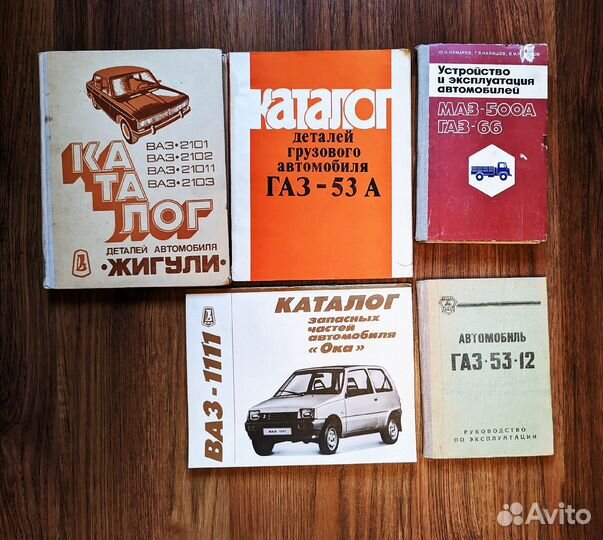 КА
ТА
ЛОГ
ВАЗ•2101
ВАЗ•2102
ВАЗ•21011
ВАЗ•2103
ДЕТАЛЕЙ АВТОМОБИЛЯ
•ЖИГУЛИ•
каталог
деталей
грузового
автомобиля
ГАЗ-53 А
Устройство
и эксплуатация
автомобилей
МАЗ-500А
ГАЗ-66
ВАЗ-1111
КАТАЛОГ
запасных
частей
автомобиля
«Ока»
АВТОМОБИЛЬ
ГАЗ•53•12
РУКОВОДСТВО
ПО ЭКСПЛУАТАЦИИ
Avito